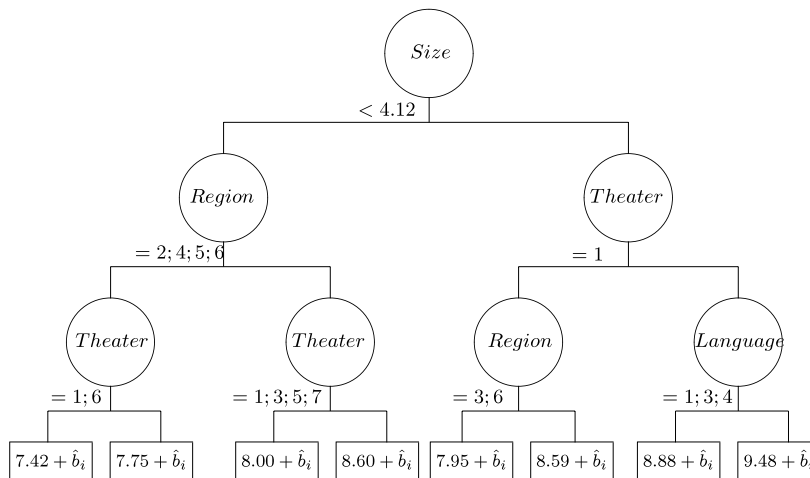 Size
< 4.12
Region Theater
= 2; 4; 5; 6 = 1
Theater Theater Region Language
= 1; 6 = 1; 3; 5; 7 = 3; 6 = 1; 3; 4
7.42 + b̂ᵢ 7.75 + b̂ᵢ 8.00 + b̂ᵢ 8.60 + b̂ᵢ 7.95 + b̂ᵢ 8.59 + b̂ᵢ 8.88 + b̂ᵢ 9.48 + b̂ᵢ